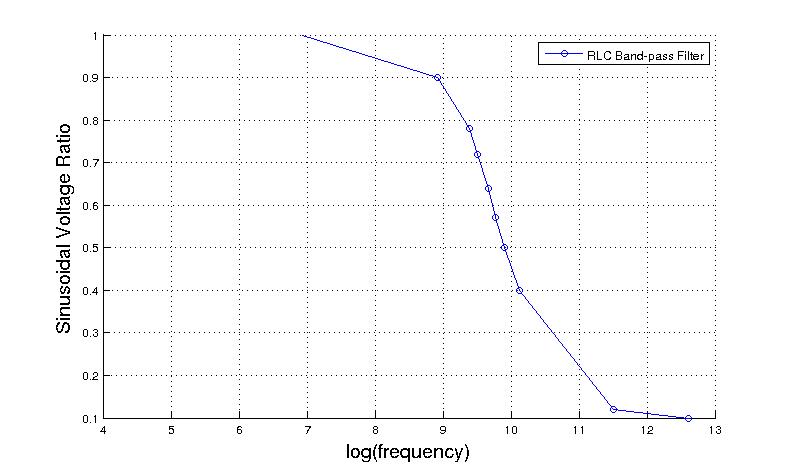 RLC Band-pass Filter
Sinusoidal Voltage Ratio
1
0.9
0.8
0.7
0.6
0.5
0.4
0.3
0.2
0.1
4 5 6 7 8 9 10 11 12 13
log(frequency)